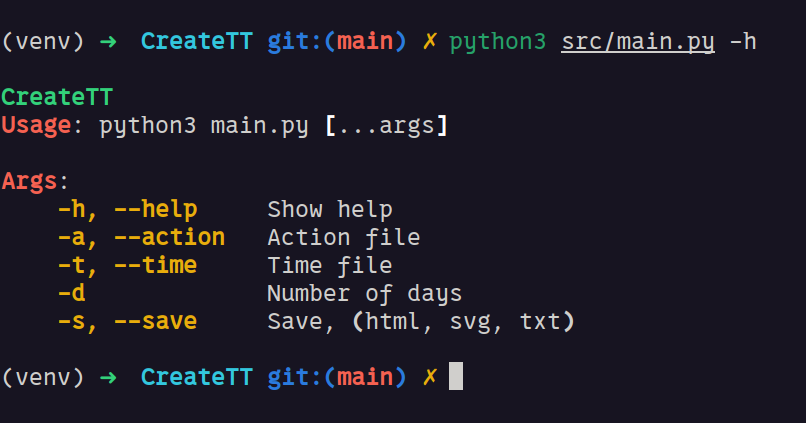 (venv) ➜  CreateTT git:(main) ✗ python3 src/main.py -h
CreateTT
Usage: python3 main.py [...args]
Args:
    -h, --help     Show help
    -a, --action   Action file
    -t, --time     Time file
    -d             Number of days
    -s, --save     Save, (html, svg, txt)
(venv) ➜  CreateTT git:(main) ✗